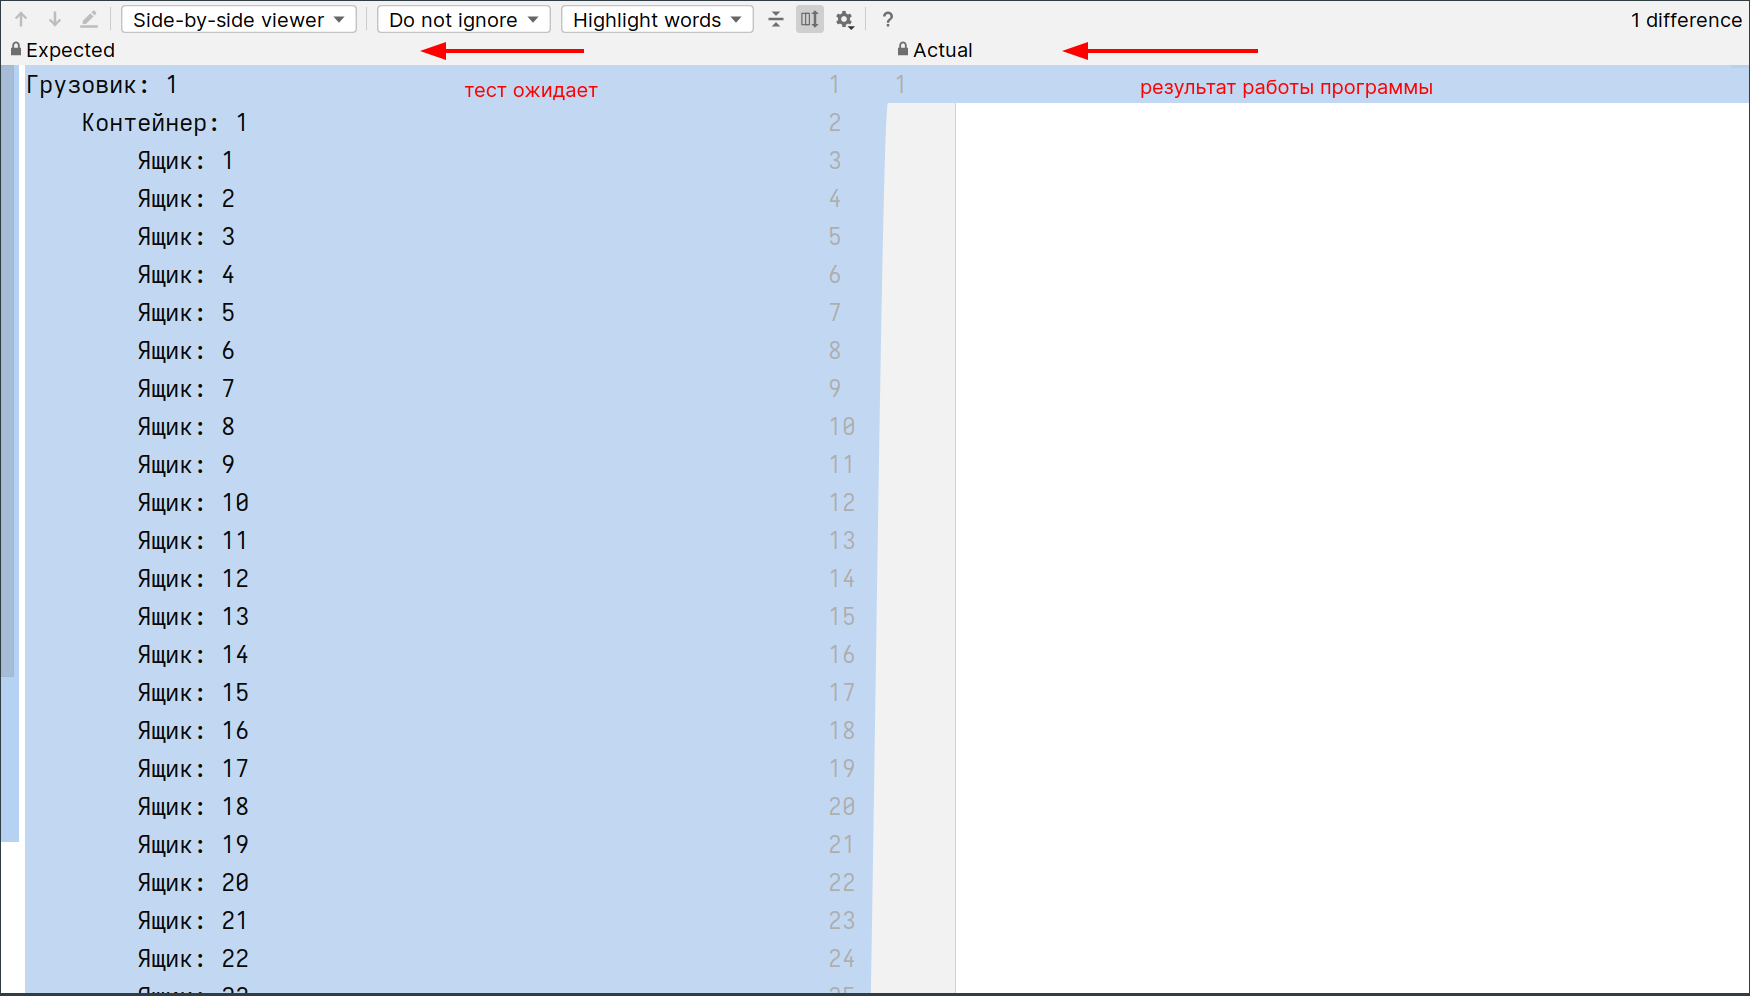 Side-by-side viewer Do not ignore Highlight words ? 1 difference
Expected Actual
Грузовик: 1 тест ожидает 1 1 результат работы программы
Контейнер: 1 2
Ящик: 1 3
Ящик: 2 4
Ящик: 3 5
Ящик: 4 6
Ящик: 5 7
Ящик: 6 8
Ящик: 7 9
Ящик: 8 10
Ящик: 9 11
Ящик: 10 12
Ящик: 11 13
Ящик: 12 14
Ящик: 13 15
Ящик: 14 16
Ящик: 15 17
Ящик: 16 18
Ящик: 17 19
Ящик: 18 20
Ящик: 19 21
Ящик: 20 22
Ящик: 21 23
Ящик: 22 24